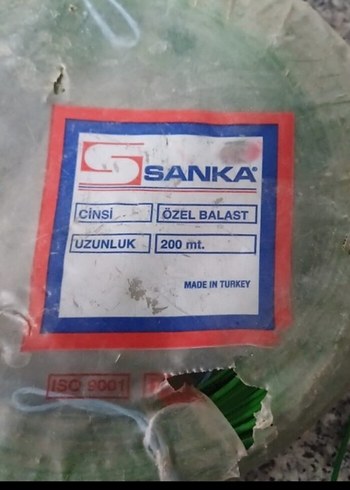 SANKA®
CİNSİ ÖZEL BALAST
UZUNLUK 200 mt.
MADE IN TURKEY
ISO 9001